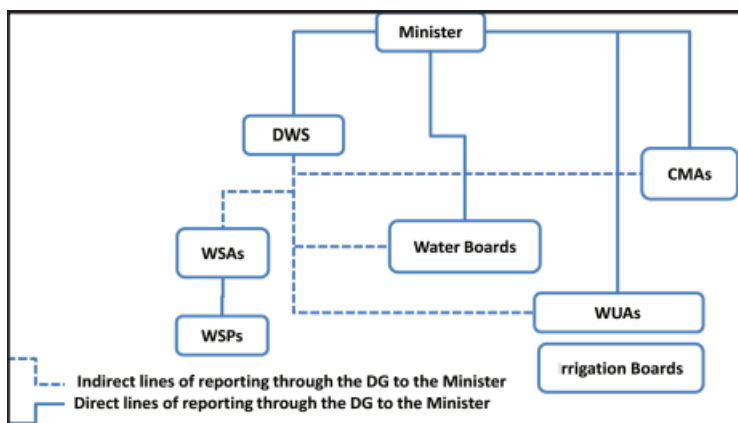 Minister
DWS
CMAs
WSAs
Water Boards
WSPs
WUAs
Irrigation Boards
Indirect lines of reporting through the DG to the Minister
Direct lines of reporting through the DG to the Minister